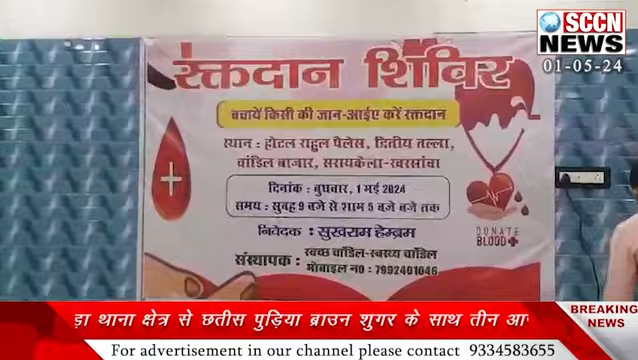 SCCN
NEWS
01-05-24
रक्तदान शिविर
बचायें किसी की जान-आईए करें रक्तदान
स्थान : होटल राहुल पैलेस, द्वितीय तल्ला,
चांडिल बाजार, सरायकेला-खरसांवा
दिनांक : बुधवार, 1 मई 2024
समय : सुबह 9 बजे से शाम 5 बजे बजे तक
निवेदक : सुखराम हेम्ब्रम
संस्थापक : स्वच्छ चांडिल-स्वस्थ्य चांडिल
मोबाइल न० : 7992401046
DONATE
BLOOD
ड़ा थाना क्षेत्र से छतीस पुड़िया ब्राउन शुगर के साथ तीन
BREAKING
NEWS
For advertisement in our channel please contact 9334583655